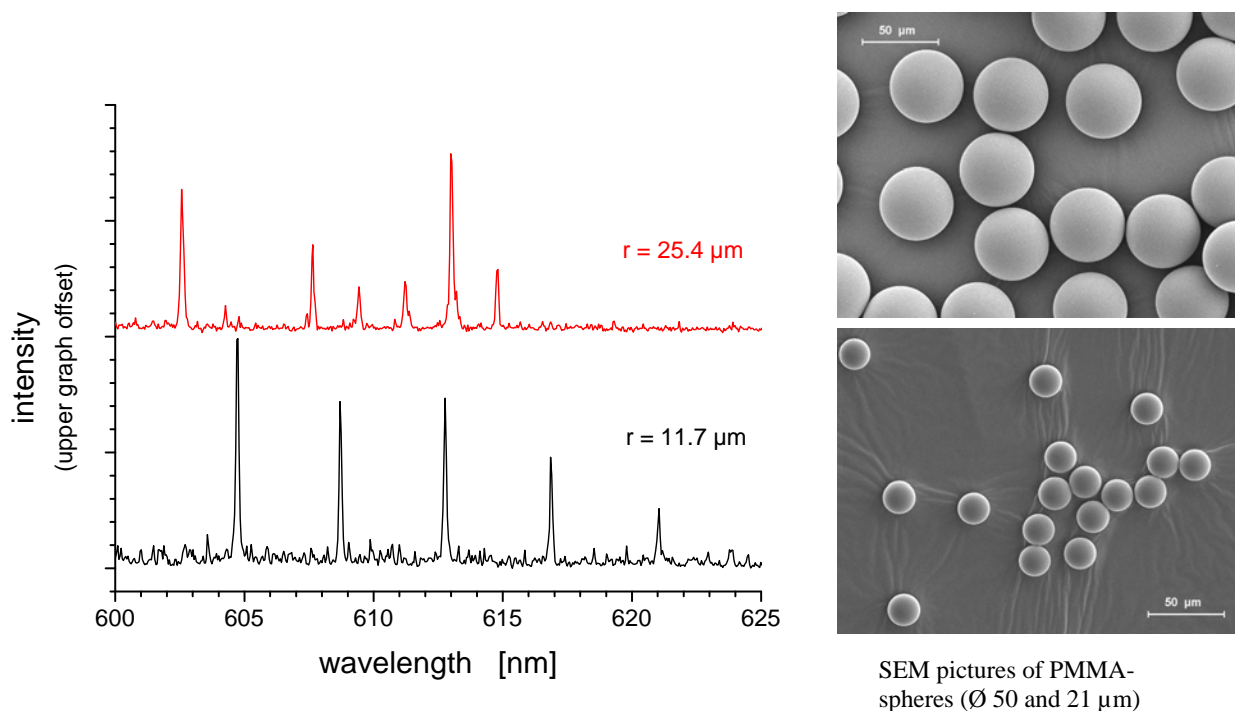 intensity
(upper graph offset)
r = 25.4 µm
r = 11.7 µm
600 605 610 615 620 625
wavelength [nm]
50 µm
50 µm
SEM pictures of PMMA-
spheres (Ø 50 and 21 µm)